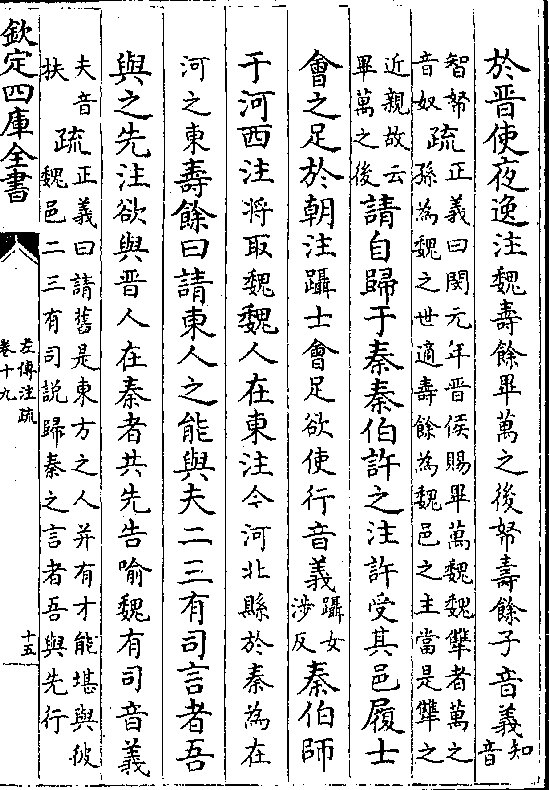 於晋使夜逸注魏壽餘畢萬之後帑壽餘子音義知音
智帑音奴疏正義曰閔元年晋侯賜畢萬魏魏犨者萬之孫為魏之世適壽餘為魏邑之主當是犨之
近親故云畢萬之後請自歸于秦秦伯許之注許受其邑履士
會之足於朝注躡士會足欲使行音義躡女涉反秦伯師
于河西注将取魏魏人在東注今河北縣於秦為在
河之東壽餘曰請東人之能與夫二三有司言者吾
與之先注欲與晋人在秦者共先告喻魏有司音義
夫音扶疏正義曰請舊是東方之人并有才能堪與彼魏邑二三有司說歸秦之言者吾與先行
欽定四庫全書
左傳注疏
卷十九
十五